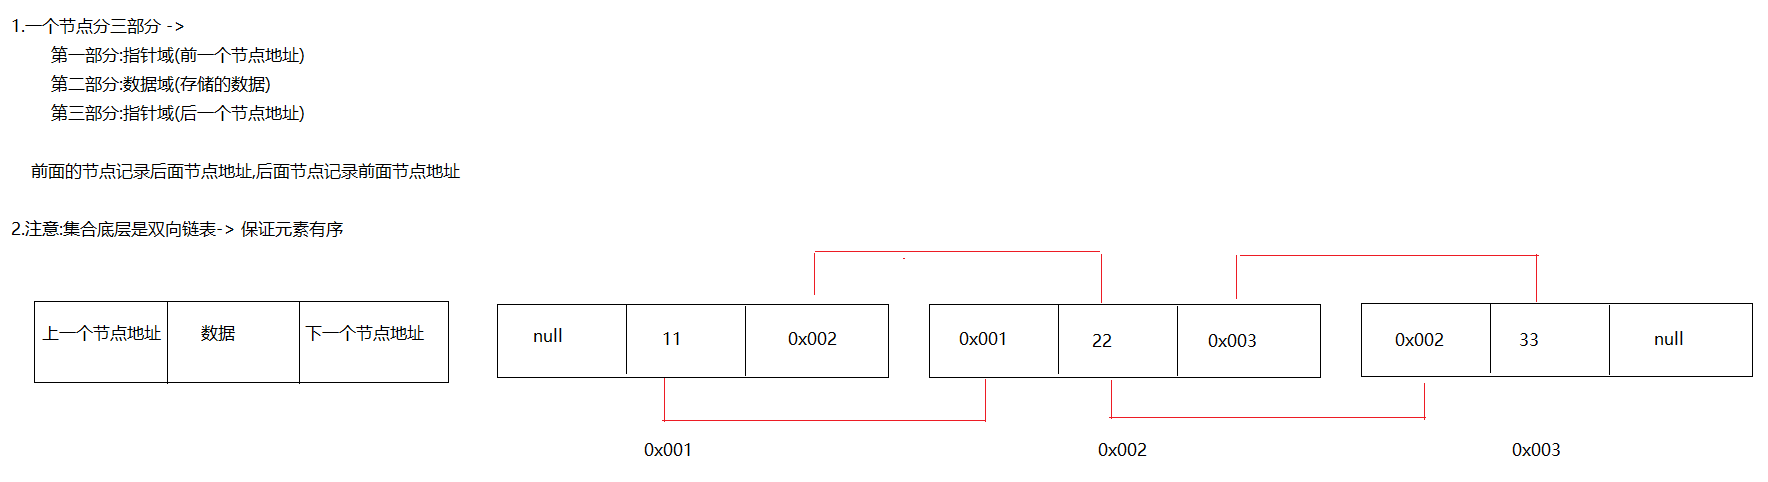 1.一个节点分三部分 ->
第一部分:指针域(前一个节点地址)
第二部分:数据域(存储的数据)
第三部分:指针域(后一个节点地址)
前面的节点记录后面节点地址,后面节点记录前面节点地址
2.注意:集合底层是双向链表-> 保证元素有序
上一个节点地址 数据 下一个节点地址 null 11 0x002 0x001 22 0x003 0x002 33 null
0x001 0x002 0x003